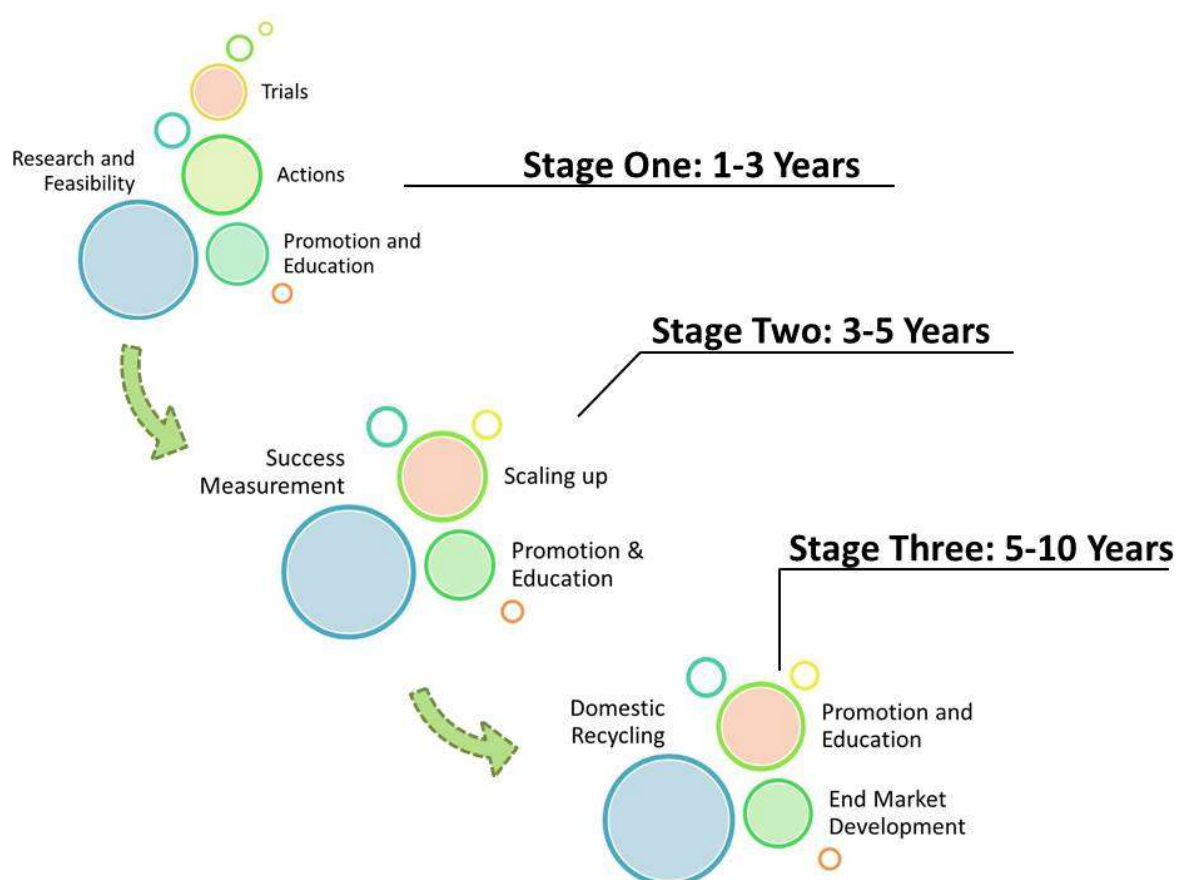 Trials
Research and
Feasibility
Actions
Promotion and
Education
Stage One: 1-3 Years
Stage Two: 3-5 Years
Success
Measurement
Scaling up
Promotion &
Education
Stage Three: 5-10 Years
Domestic
Recycling
Promotion and
Education
End Market
Development